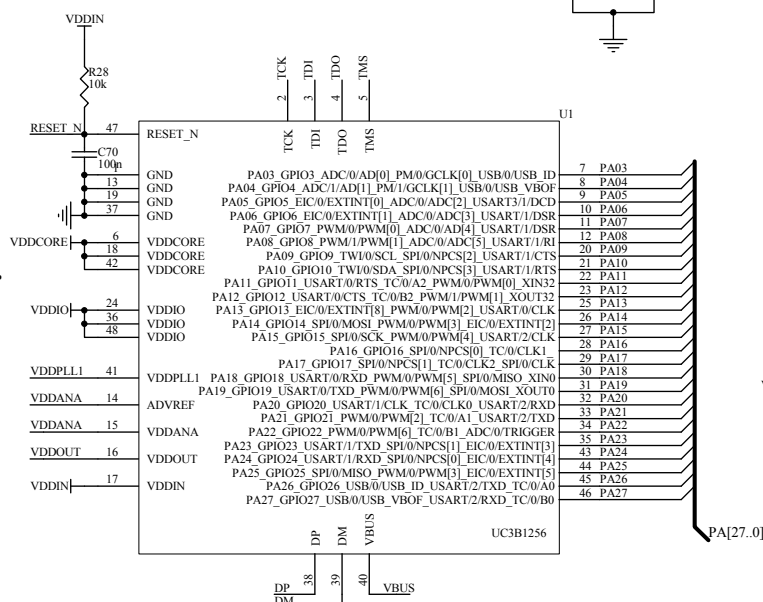 VDDIN
R28
10k
TCK TDI TDO TMS
2 3 4 5
U1
RESET_N 47 RESET_N TCK TDI TDO TMS
C70
100n
1 GND PA03_GPIO3_ADC/0/AD[0]_PM/0/GCLK[0]_USB/0/USB_ID 7 PA03
13 GND PA04_GPIO4_ADC/1/AD[1]_PM/1/GCLK[1]_USB/0/USB_VBOF 8 PA04
19 GND PA05_GPIO5_EIC/0/EXTINT[0]_ADC/0/ADC[2]_USART3/1/DCD 9 PA05
37 GND PA06_GPIO6_EIC/0/EXTINT[1]_ADC/0/ADC[3]_USART/1/DSR 10 PA06
PA07_GPIO7_PWM/0/PWM[0]_ADC/0/AD[4]_USART/1/DSR 11 PA07
VDDCORE 6 VDDCORE PA08_GPIO8_PWM/1/PWM[1]_ADC/0/ADC[5]_USART/1/RI 12 PA08
18 VDDCORE PA09_GPIO9_TWI/0/SCL_SPI/0/NPCS[2]_USART/1/CTS 20 PA09
42 VDDCORE PA10_GPIO10_TWI/0/SDA_SPI/0/NPCS[3]_USART/1/RTS 21 PA10
PA11_GPIO11_USART/0/RTS_TC/0/A2_PWM/0/PWM[0]_XIN32 22 PA11
PA12_GPIO12_USART/0/CTS_TC/0/B2_PWM/1/PWM[1]_XOUT32 23 PA12
VDDIO 24 VDDIO PA13_GPIO13_EIC/0/EXTINT[8]_PWM/0/PWM[2]_USART/0/CLK 25 PA13
36 VDDIO PA14_GPIO14_SPI/0/MOSI_PWM/0/PWM[3]_EIC/0/EXTINT[2] 26 PA14
48 VDDIO PA15_GPIO15_SPI/0/SCK_PWM/0/PWM[4]_USART/2/CLK 27 PA15
PA16_GPIO16_SPI/0/NPCS[0]_TC/0/CLK1_ 28 PA16
PA17_GPIO17_SPI/0/NPCS[1]_TC/0/CLK2_SPI/0/CLK 29 PA17
VDDPLL1 41 VDDPLL1 PA18_GPIO18_USART/0/RXD_PWM/0/PWM[5]_SPI/0/MISO_XIN0 30 PA18
PA19_GPIO19_USART/0/TXD_PWM/0/PWM[6]_SPI/0/MOSI_XOUT0 31 PA19
VDDANA 14 ADVREF PA20_GPIO20_USART/1/CLK_TC/0/CLK0_USART/2/RXD 32 PA20
PA21_GPIO21_PWM/0/PWM[2]_TC/0/A1_USART/2/TXD 33 PA21
VDDANA 15 VDDANA PA22_GPIO22_PWM/0/PWM[6]_TC/0/B1_ADC/0/TRIGGER 34 PA22
PA23_GPIO23_USART/1/TXD_SPI/0/NPCS[1]_EIC/0/EXTINT[3] 35 PA23
VDDOUT 16 VDDOUT PA24_GPIO24_USART/1/RXD_SPI/0/NPCS[0]_EIC/0/EXTINT[4] 43 PA24
PA25_GPIO25_SPI/0/MISO_PWM/0/PWM[3]_EIC/0/EXTINT[5] 44 PA25
VDDIN 17 VDDIN PA26_GPIO26_USB/0/USB_ID_USART/2/TXD_TC/0/A0 45 PA26
PA27_GPIO27_USB/0/USB_VBOF_USART/2/RXD_TC/0/B0 46 PA27
DP DM VBUS UC3B1256 PA[27..0]
DP 38 39 40 VBUS
DM